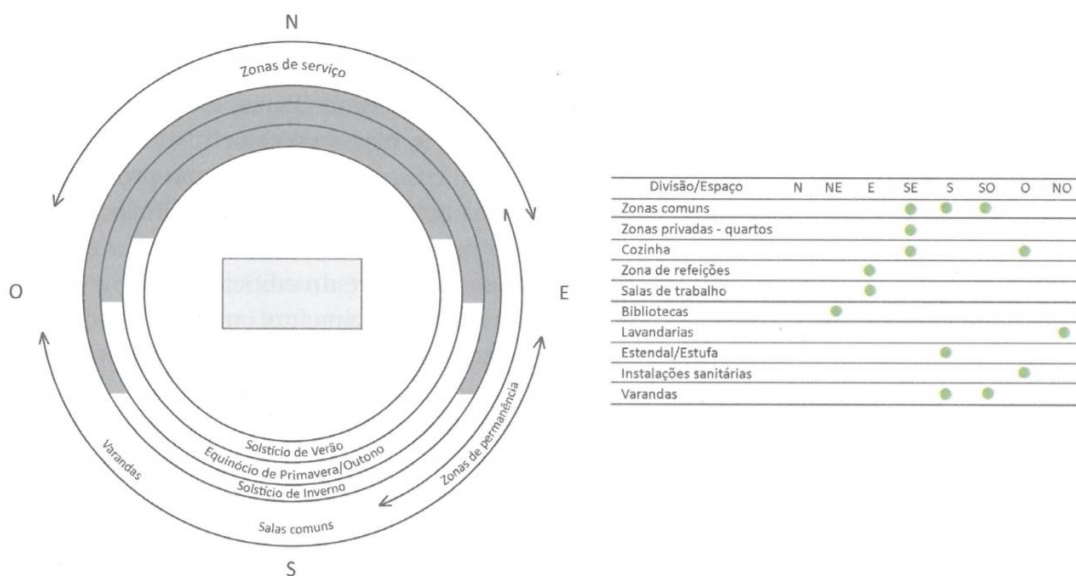 N
Zonas de serviço
O
E
Solstício de Verão
Equinócio de Primavera/Outono
Solstício de Inverno
Zonas de permanência
Varandas
Salas comuns
S
Divisão/Espaço N NE E SE S SO O NO
Zonas comuns
Zonas privadas - quartos
Cozinha
Zona de refeições
Salas de trabalho
Bibliotecas
Lavandarias
Estendal/Estufa
Instalações sanitárias
Varandas